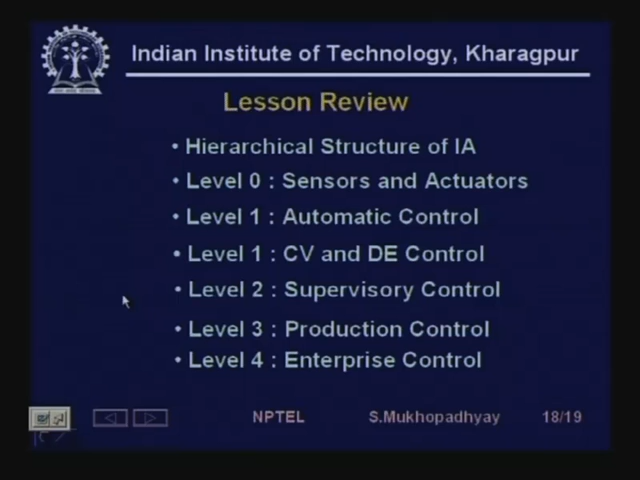 Indian Institute of Technology, Kharagpur
Lesson Review
• Hierarchical Structure of IA
• Level 0 : Sensors and Actuators
• Level 1 : Automatic Control
• Level 1 : CV and DE Control
• Level 2 : Supervisory Control
• Level 3 : Production Control
• Level 4 : Enterprise Control
NPTEL S.Mukhopadhyay 18/19